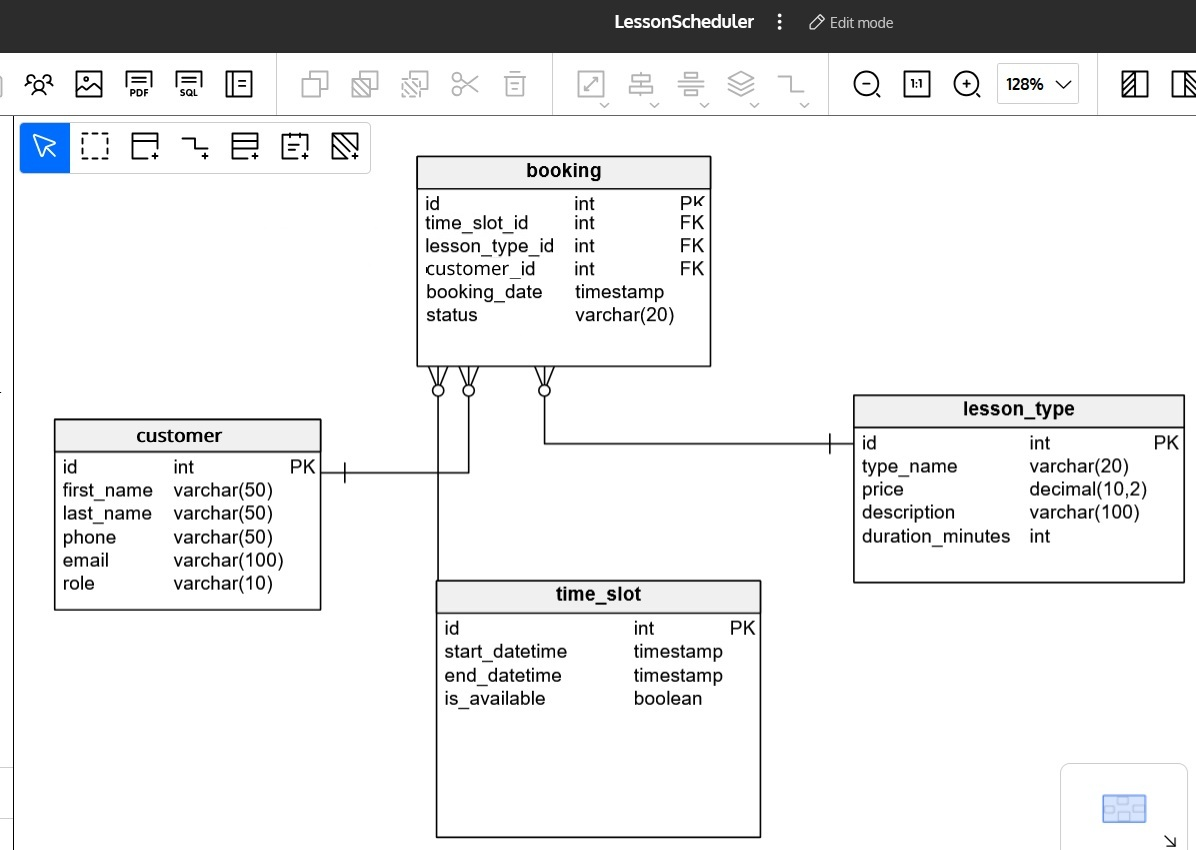 LessonScheduler Edit mode
PDF SQL 1:1 128%
booking
id int PK
time_slot_id int FK
lesson_type_id int FK
customer_id int FK
booking_date timestamp
status varchar(20)
customer
id int PK
first_name varchar(50)
last_name varchar(50)
phone varchar(50)
email varchar(100)
role varchar(10)
lesson_type
id int PK
type_name varchar(20)
price decimal(10,2)
description varchar(100)
duration_minutes int
time_slot
id int PK
start_datetime timestamp
end_datetime timestamp
is_available boolean